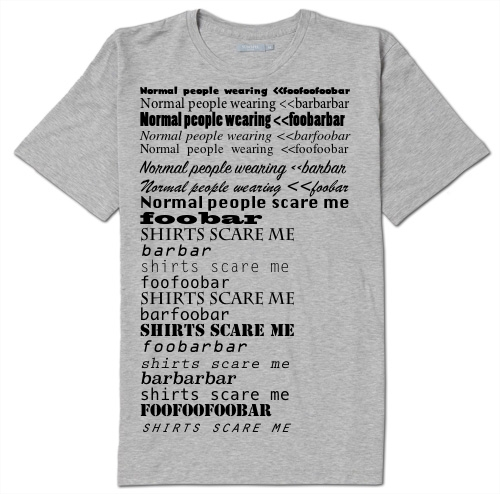 Normal people wearing <<foofoofoobar
Normal people wearing <<barbarbar
Normal people wearing <<foobarbar
Normal people wearing <<barfoobar
Normal people wearing <<foofoobar
Normal people wearing <<barbar
Normal people wearing <<foobar
Normal people scare me
foobar
SHIRTS SCARE ME
barbar
shirts scare me
foofoobar
SHIRTS SCARE ME
barfoobar
SHIRTS SCARE ME
foobarbar
shirts scare me
barbarbar
shirts scare me
FOOFOOFOOBAR
SHIRTS SCARE ME